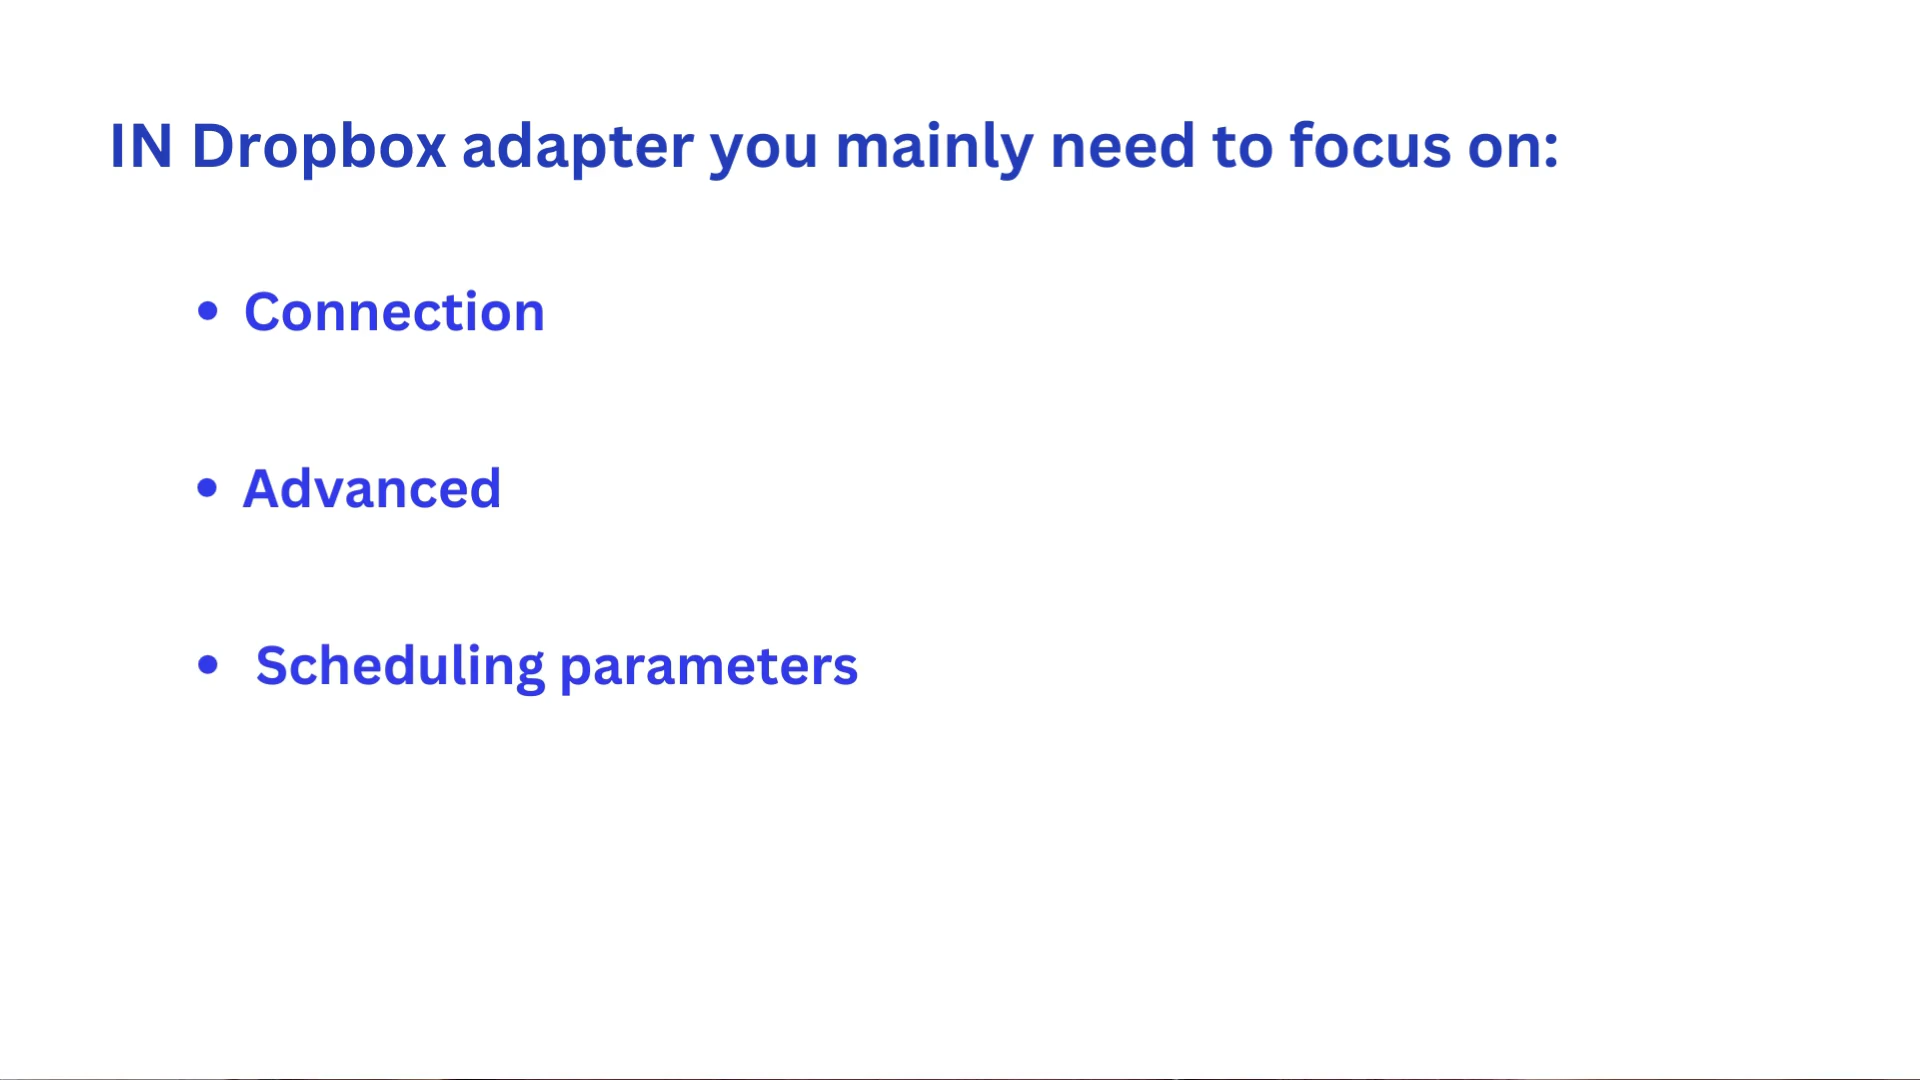 IN Dropbox adapter you mainly need to focus on:
• Connection
• Advanced
• Scheduling parameters